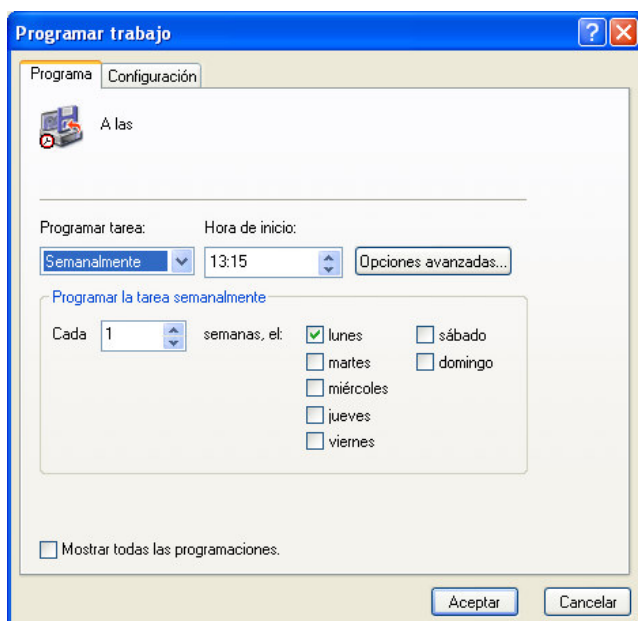 Programar trabajo
Programa Configuración
A las
Programar tarea: Hora de inicio:
Semanalmente 13:15 Opciones avanzadas...
Programar la tarea semanalmente
Cada 1 semanas, el: lunes sábado
martes domingo
miércoles
jueves
viernes
Mostrar todas las programaciones.
Aceptar Cancelar